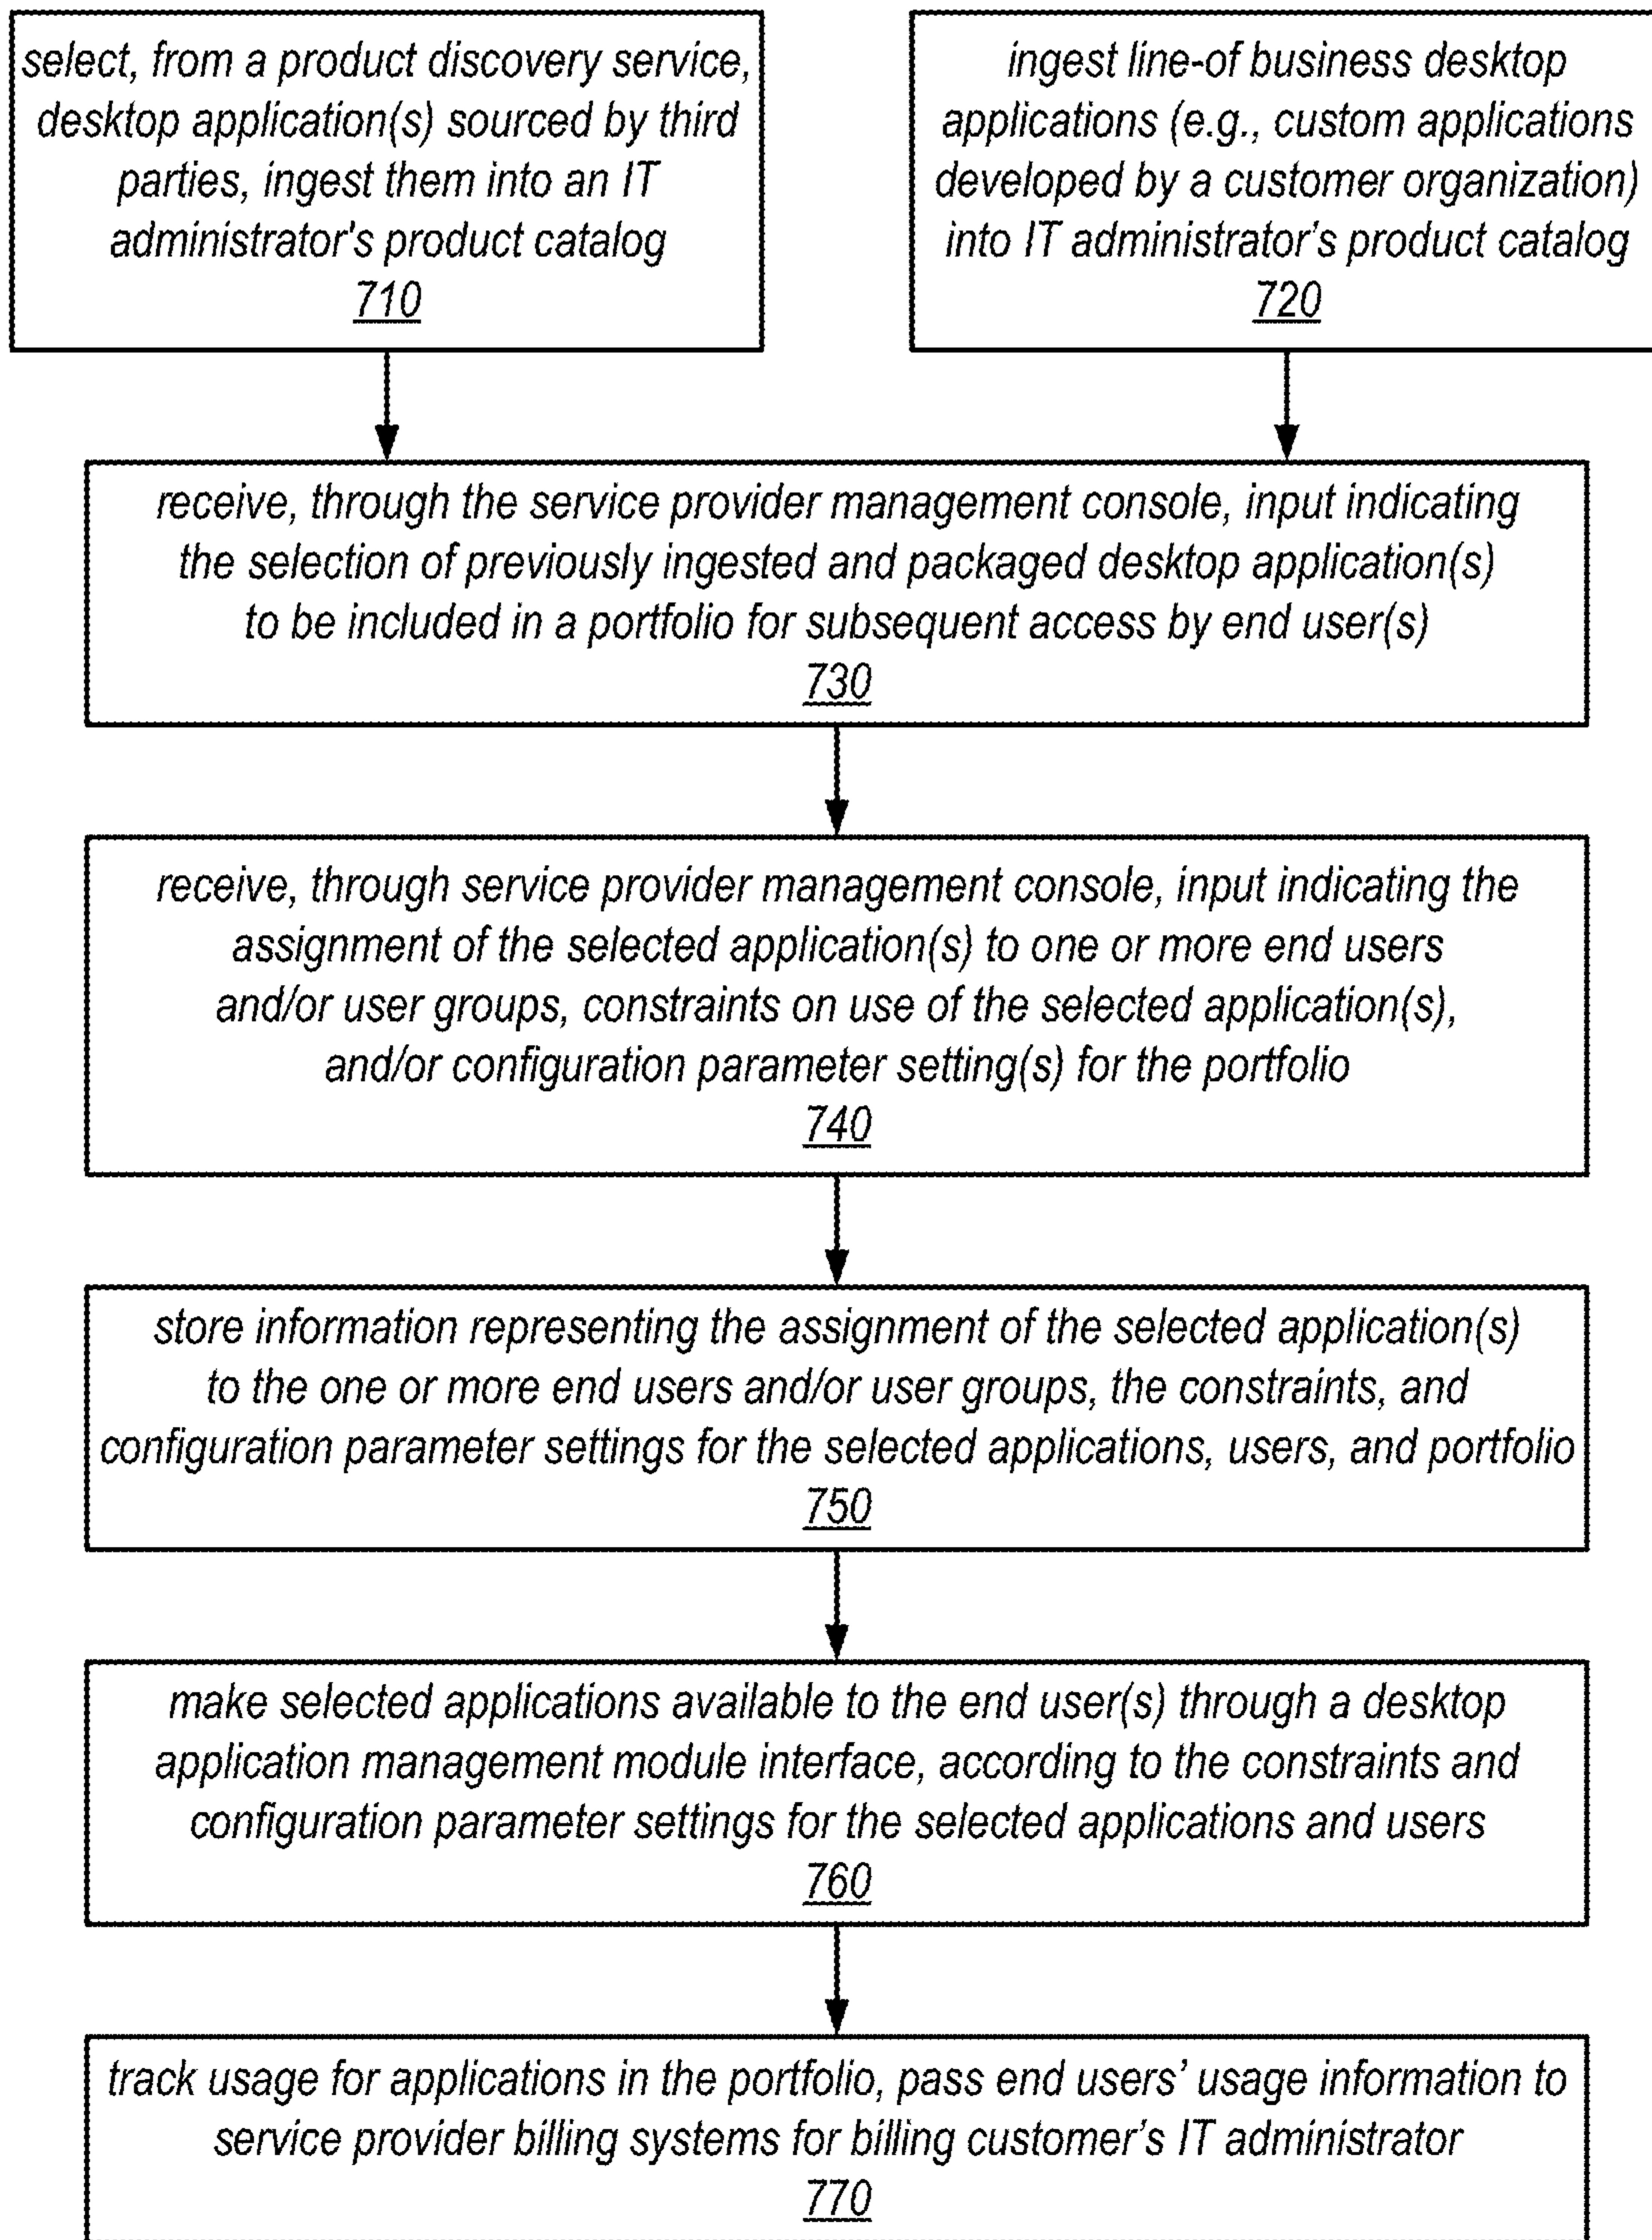 select, from a product discovery service,
desktop application(s) sourced by third
parties, ingest them into an IT
administrator's product catalog
710
ingest line-of business desktop
applications (e.g., custom applications
developed by a customer organization)
into IT administrator’s product catalog
720
receive, through the service provider management console, input indicating
the selection of previously ingested and packaged desktop application(s)
to be included in a portfolio for subsequent access by end user(s)
730
receive, through service provider management console, input indicating the
assignment of the selected application(s) to one or more end users
and/or user groups, constraints on use of the selected application(s),
and/or configuration parameter setting(s) for the portfolio
740
store information representing the assignment of the selected application(s)
to the one or more end users and/or user groups, the constraints, and
configuration parameter settings for the selected applications, users, and portfolio
750
make selected applications available to the end user(s) through a desktop
application management module interface, according to the constraints and
configuration parameter settings for the selected applications and users
760
track usage for applications in the portfolio, pass end users’ usage information to
service provider billing systems for billing customer’s IT administrator
770